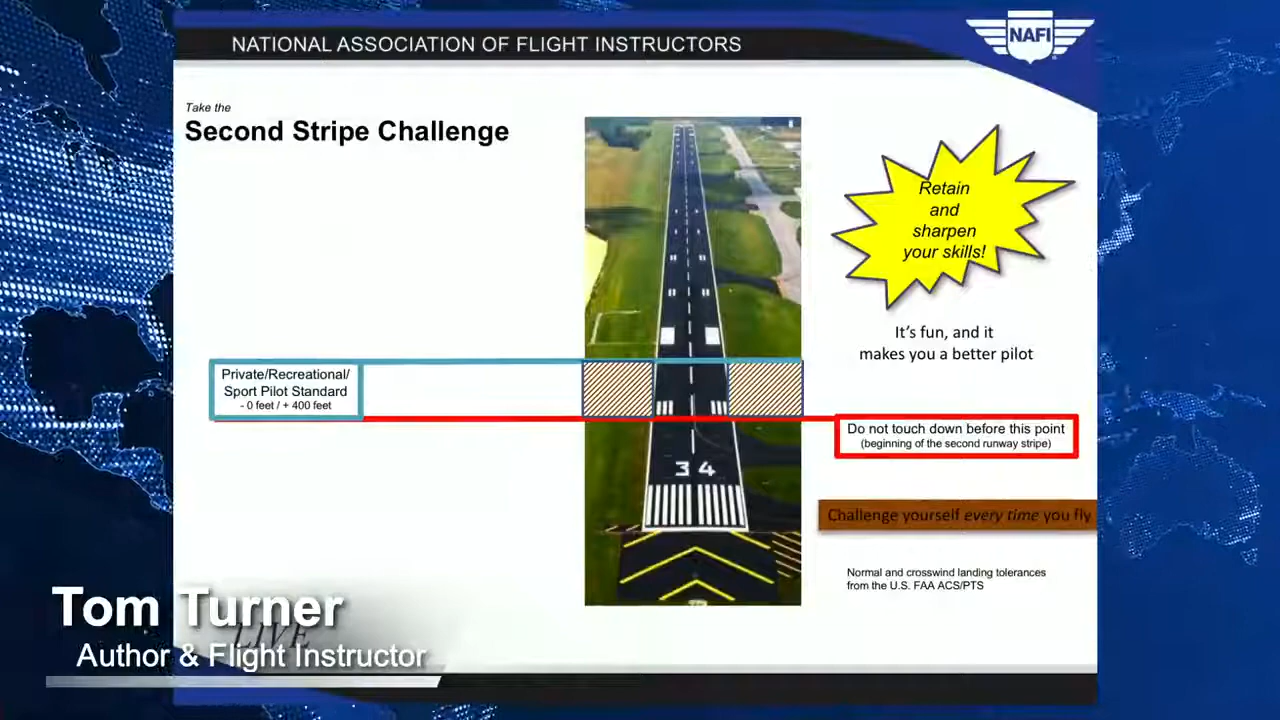 NATIONAL ASSOCIATION OF FLIGHT INSTRUCTORS
NAFI
Take the
Second Stripe Challenge
Retain
and
sharpen
your skills!
It's fun, and it
makes you a better pilot
Private/Recreational/
Sport Pilot Standard
- 0 feet / + 400 feet
Do not touch down before this point
(beginning of the second runway stripe)
34
Challenge yourself every time you fly
Normal and crosswind landing tolerances
from the U.S. FAA ACS/PTS
Tom Turner
LIVE
Author & Flight Instructor